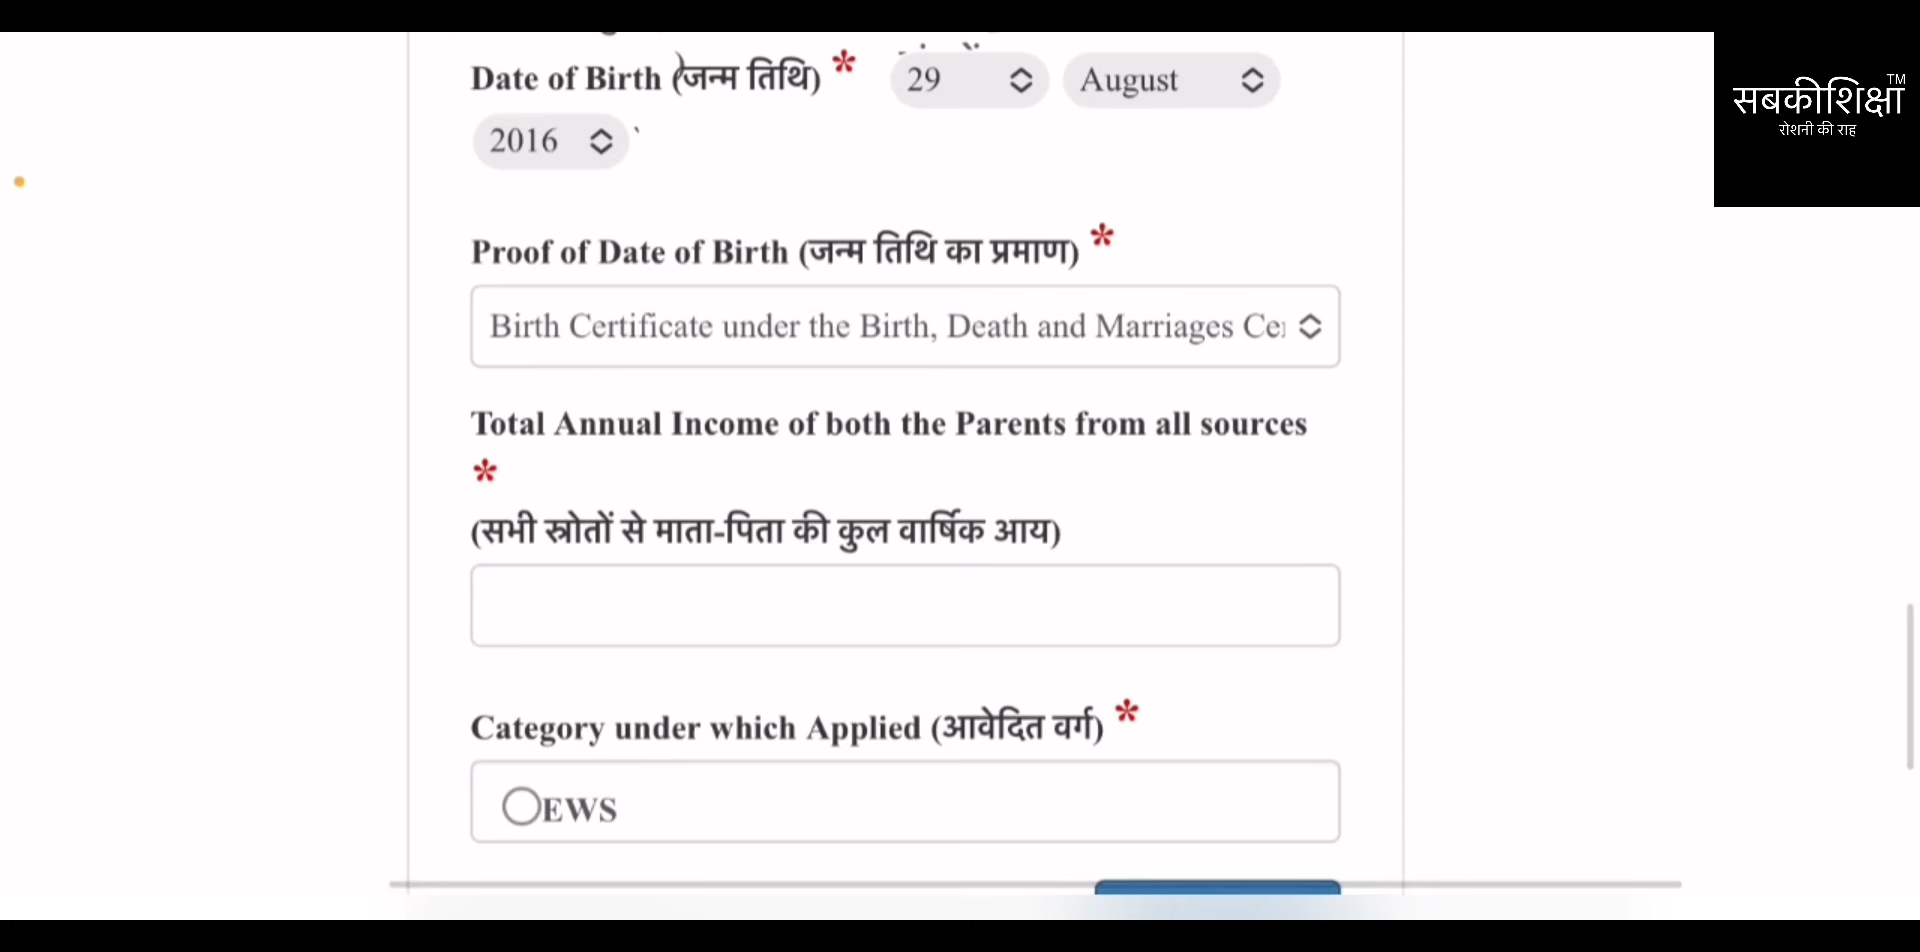 Date of Birth (जन्म तिथि) * 29 August
2016
Proof of Date of Birth (जन्म तिथि का प्रमाण) *
Birth Certificate under the Birth, Death and Marriages
Total Annual Income of both the Parents from all sources
*
(सभी स्रोतों से माता-पिता की कुल वार्षिक आय)
Category under which Applied (आवेदित वर्ग) *
EWS
सबकीशिक्षा TM
रोशनी की राह